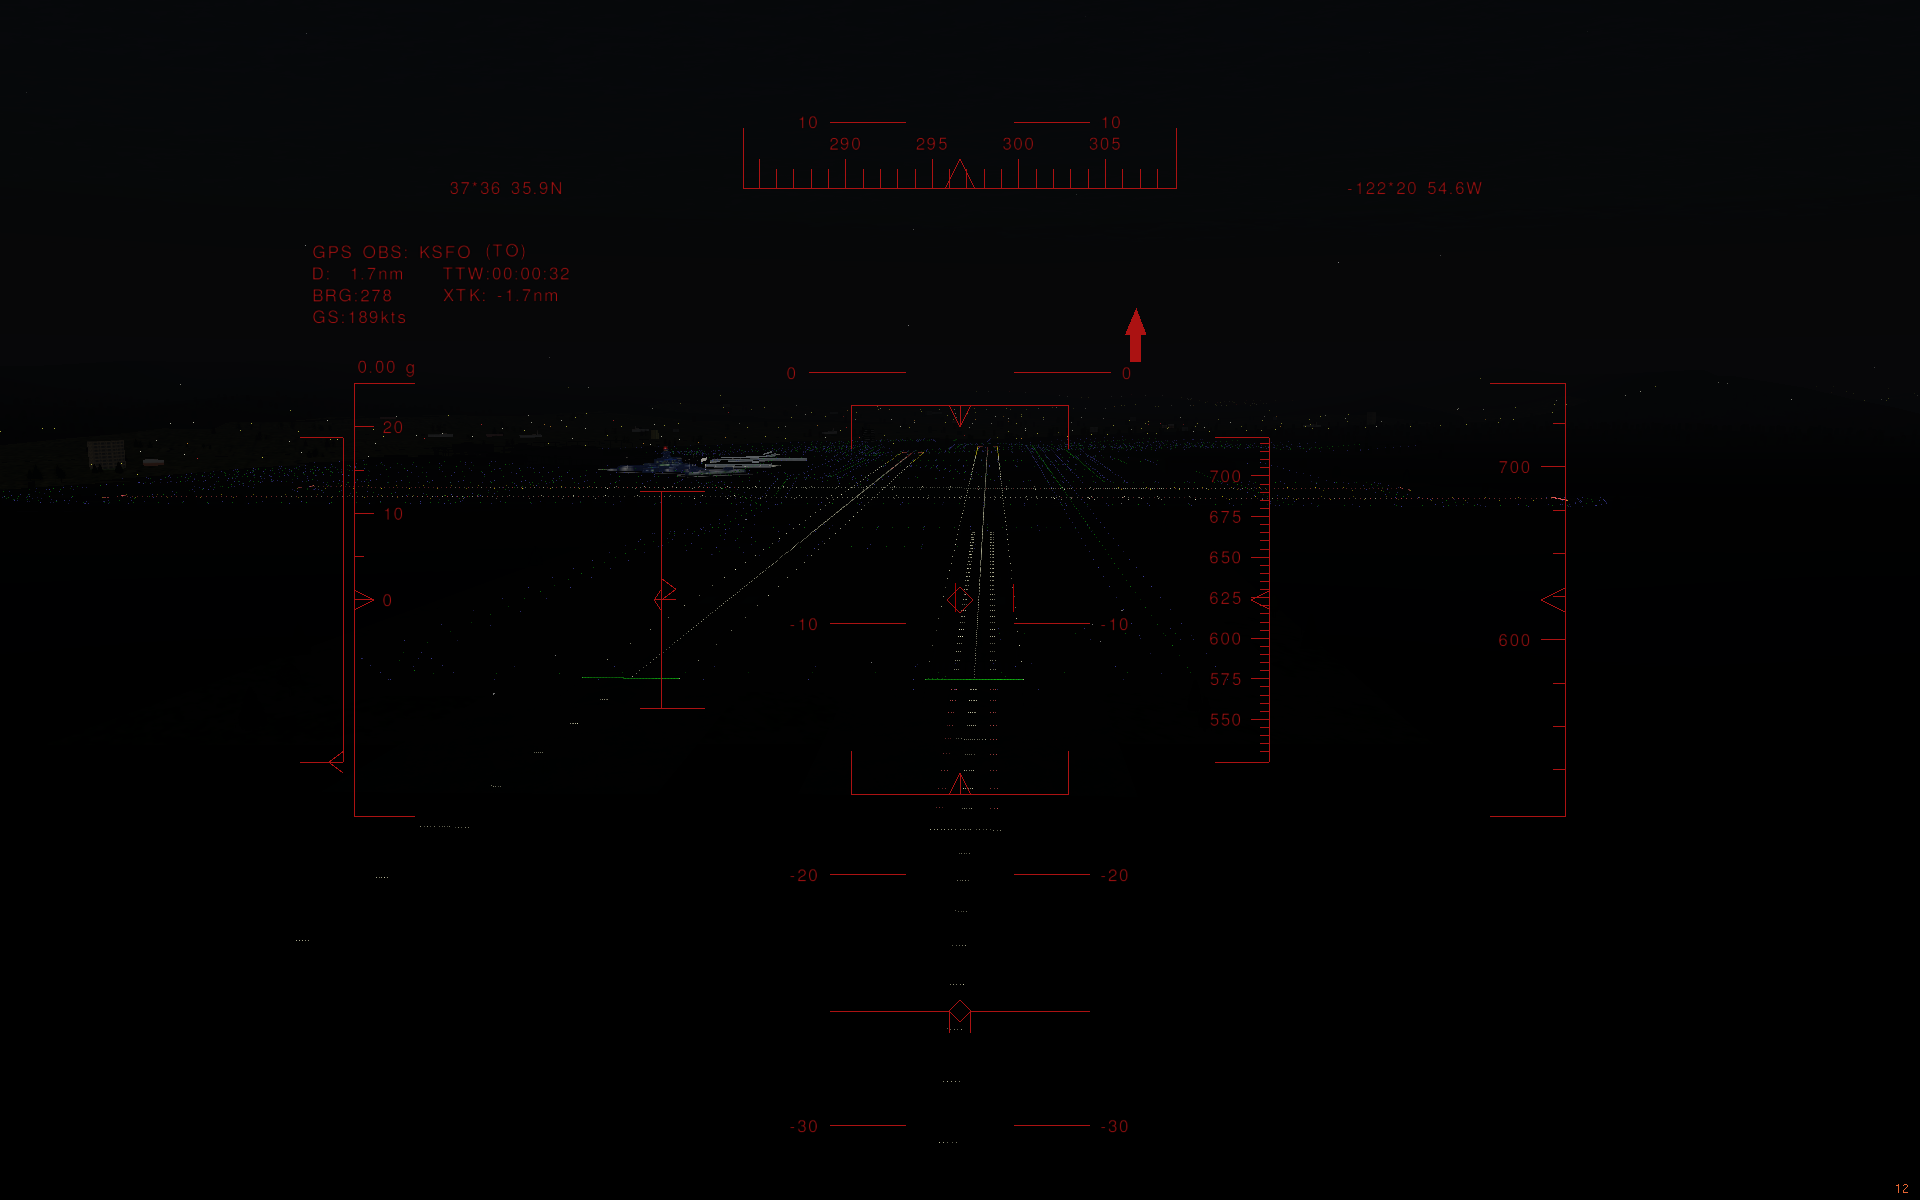 10 10
290 295 300 305
37*36 35.9N -122*20 54.6W
GPS OBS: KSFO (TO)
D: 1.7nm TTW:00:00:32
BRG:278 XTK: -1.7nm
GS:189kts
0.00 g
0 0
20
700
700
10
675
650
0
625
-10 -10
600
600
575
550
-20 -20
-30 -30
12